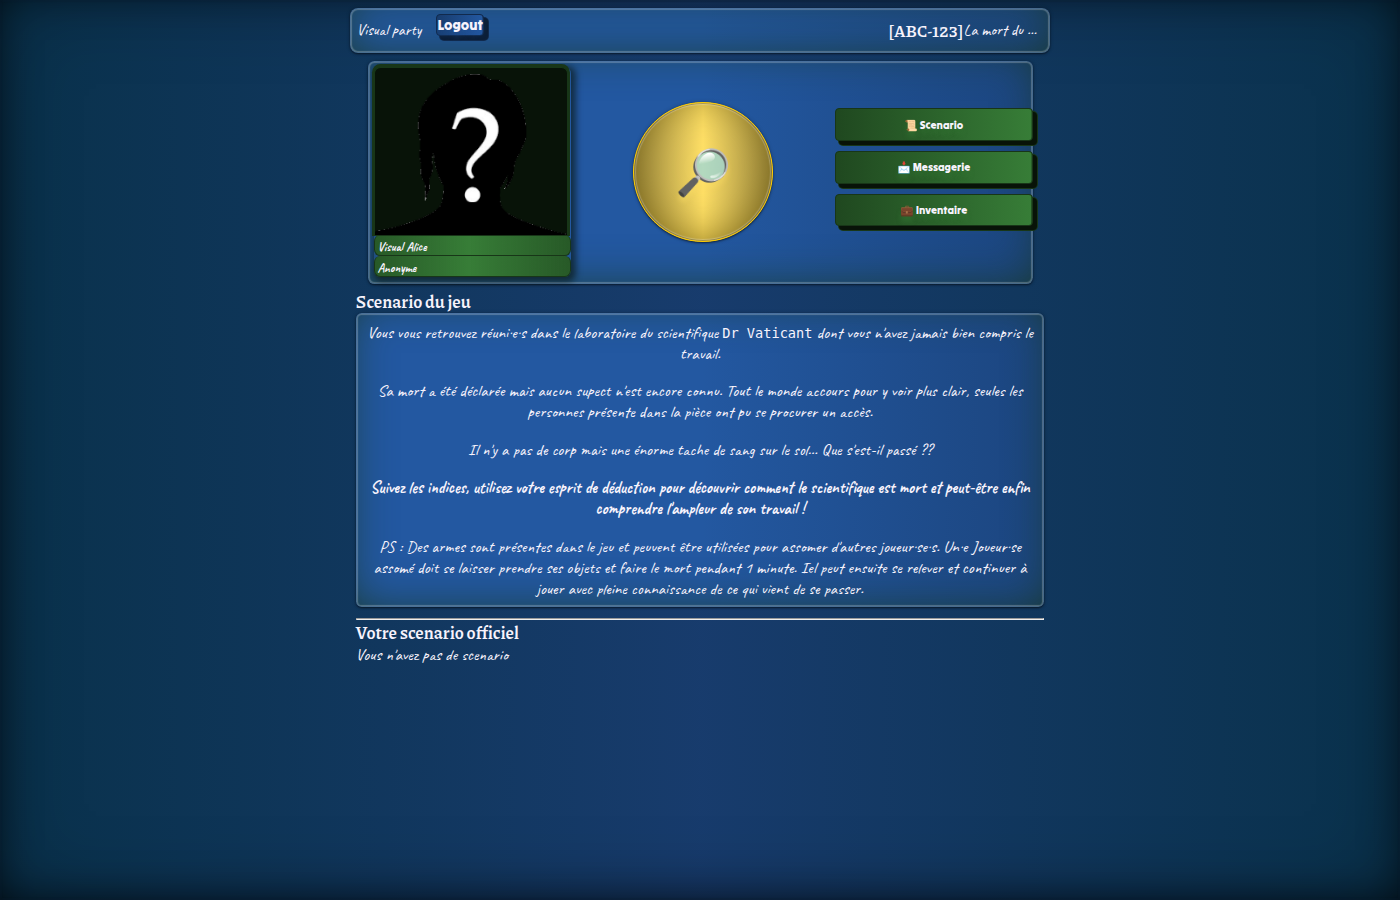 Visual party
Logout
[ABC-123] La mort du ...
?
Visual Alice
Anonyme
Scenario
Messagerie
Inventaire
Scenario du jeu
Vous vous retrouvez réuni·e·s dans le laboratoire du scientifique Dr Vaticant dont vous n'avez jamais bien compris le
travail.
Sa mort a été déclarée mais aucun supect n'est encore connu. Tout le monde accours pour y voir plus clair, seules les
personnes présente dans la pièce ont pu se procurer un accès.
Il n'y a pas de corp mais une énorme tache de sang sur le sol... Que s'est-il passé ??
Suivez les indices, utilisez votre esprit de déduction pour découvrir comment le scientifique est mort et peut-être enfin
comprendre l'ampleur de son travail !
PS : Des armes sont présentes dans le jeu et peuvent être utilisées pour assomer d'autres joueur·se·s. Un·e Joueur·se
assomé doit se laisser prendre ses objets et faire le mort pendant 1 minute. Iel peut ensuite se relever et continuer à
jouer avec pleine connaissance de ce qui vient de se passer.
Votre scenario officiel
Vous n'avez pas de scenario